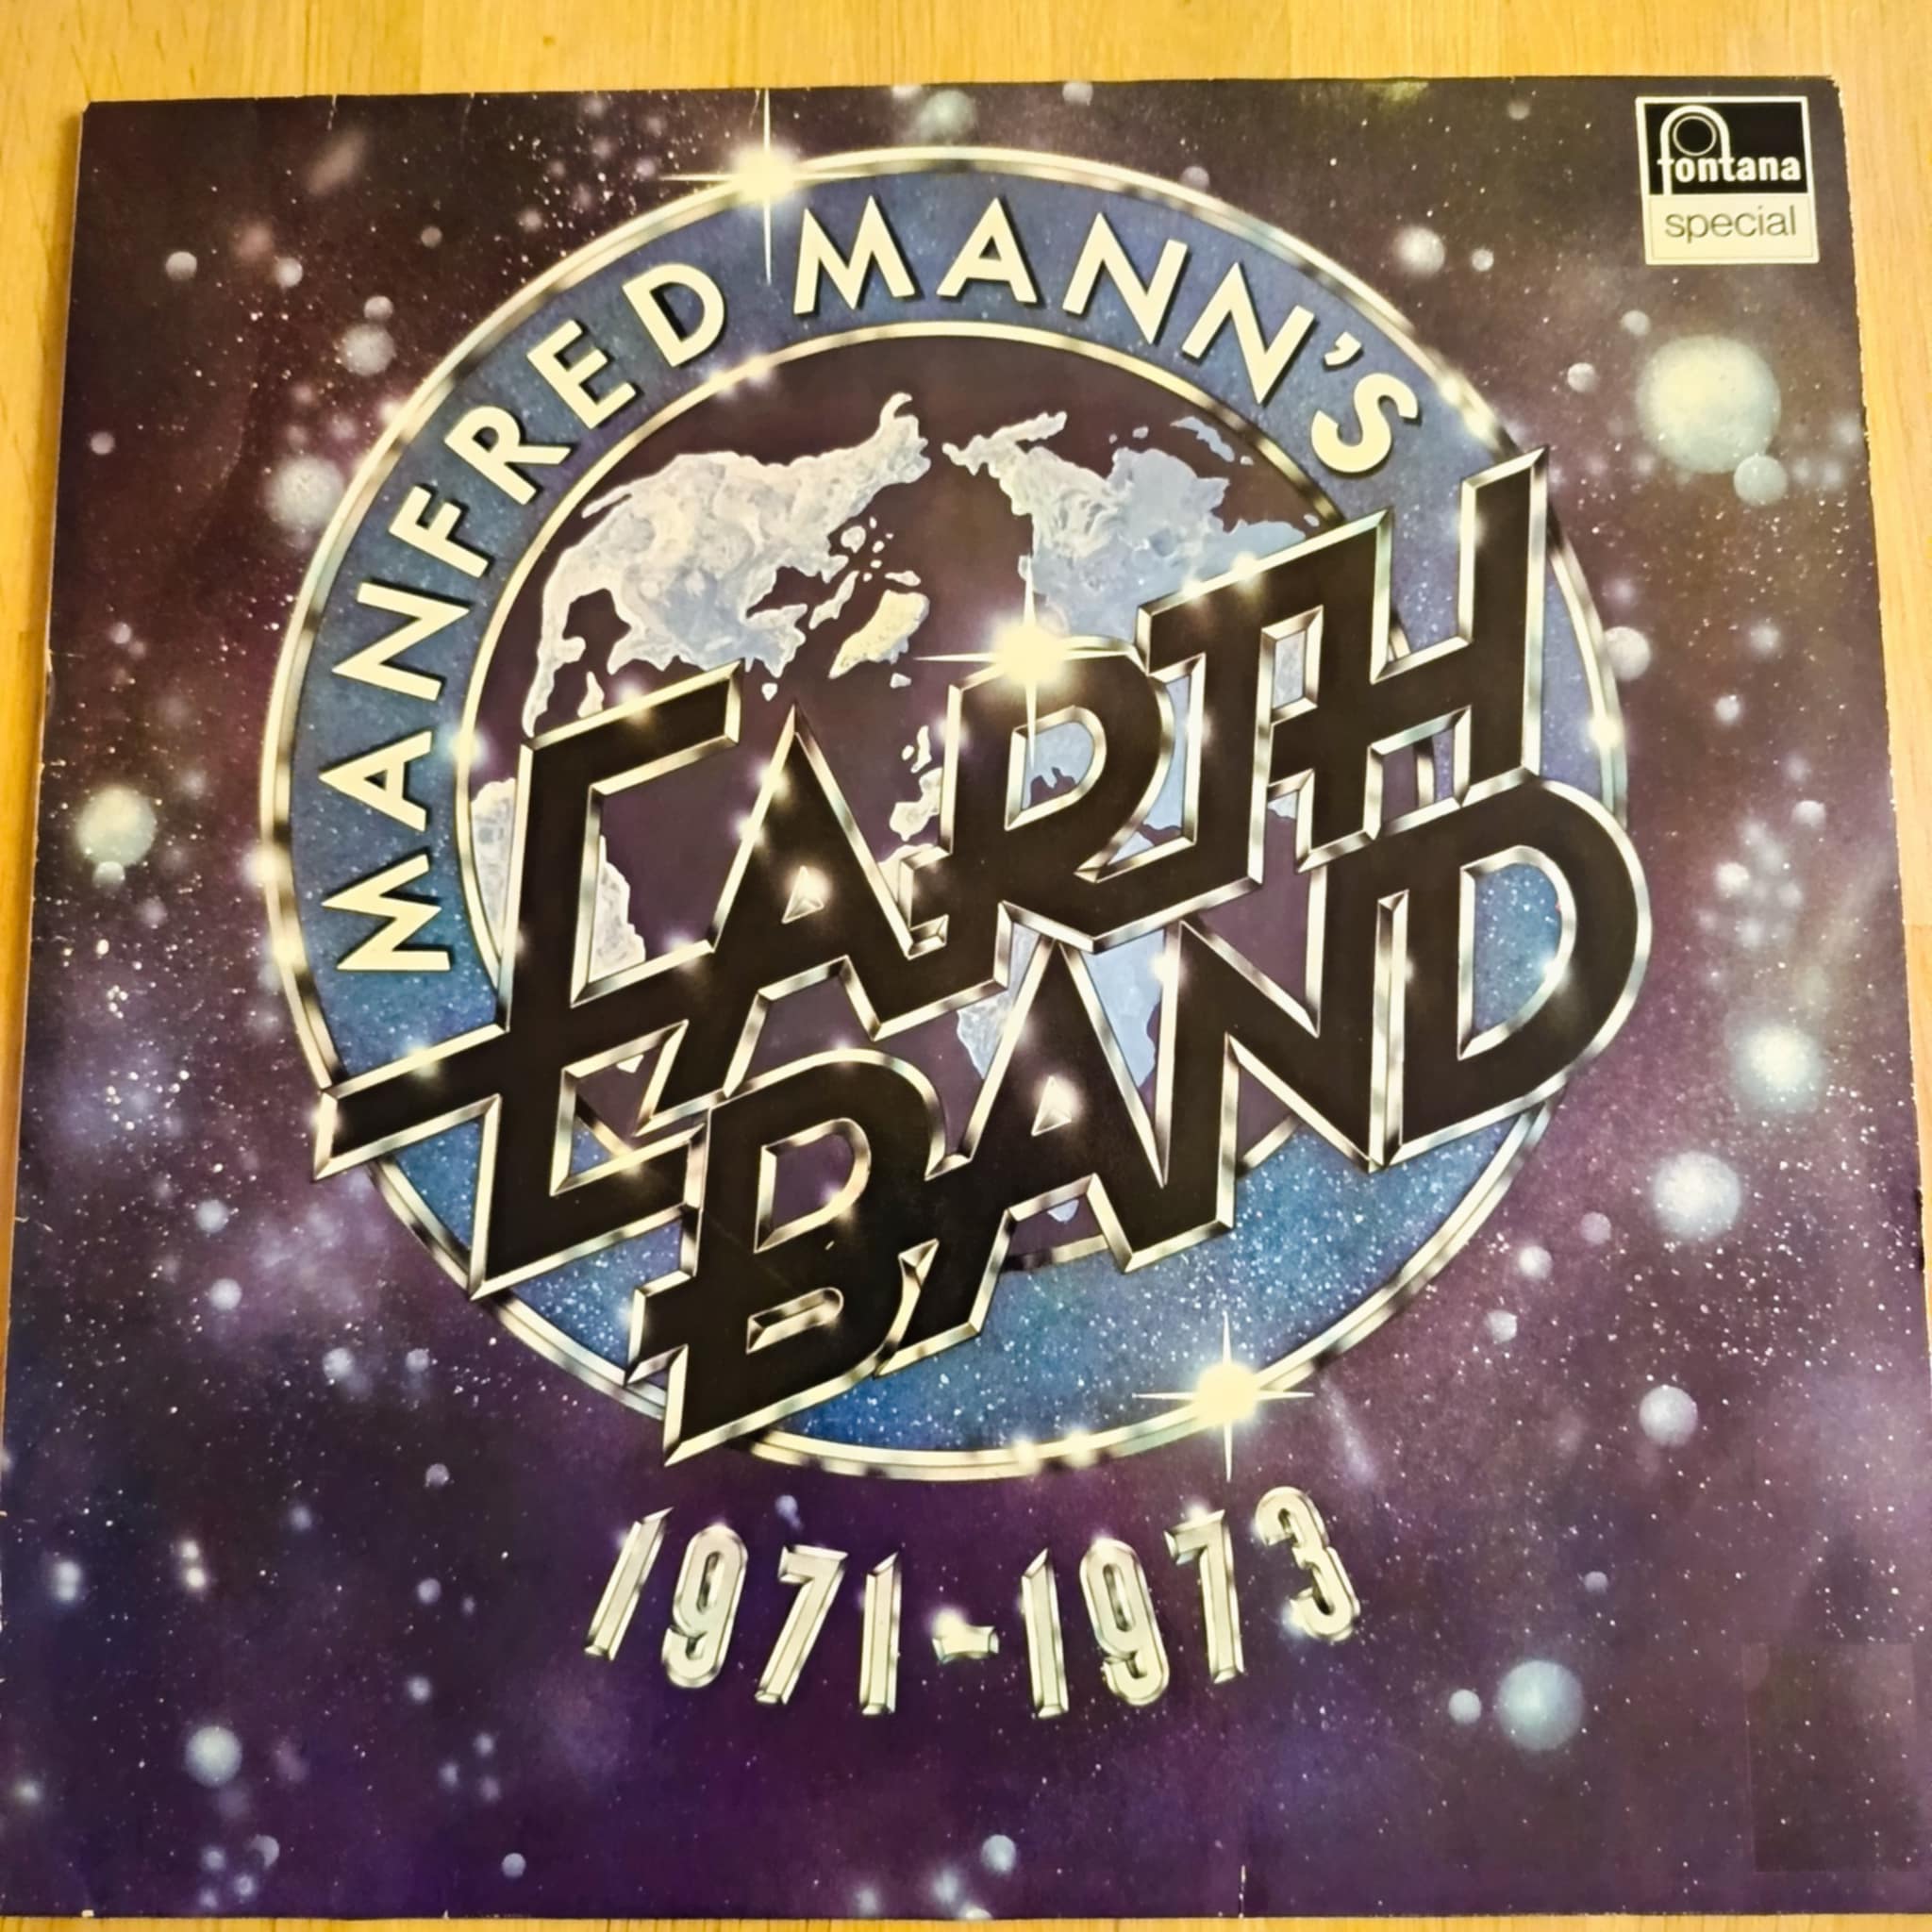 fontana
special
MANFRED MANN'S
EARTH
BAND
1971-1973